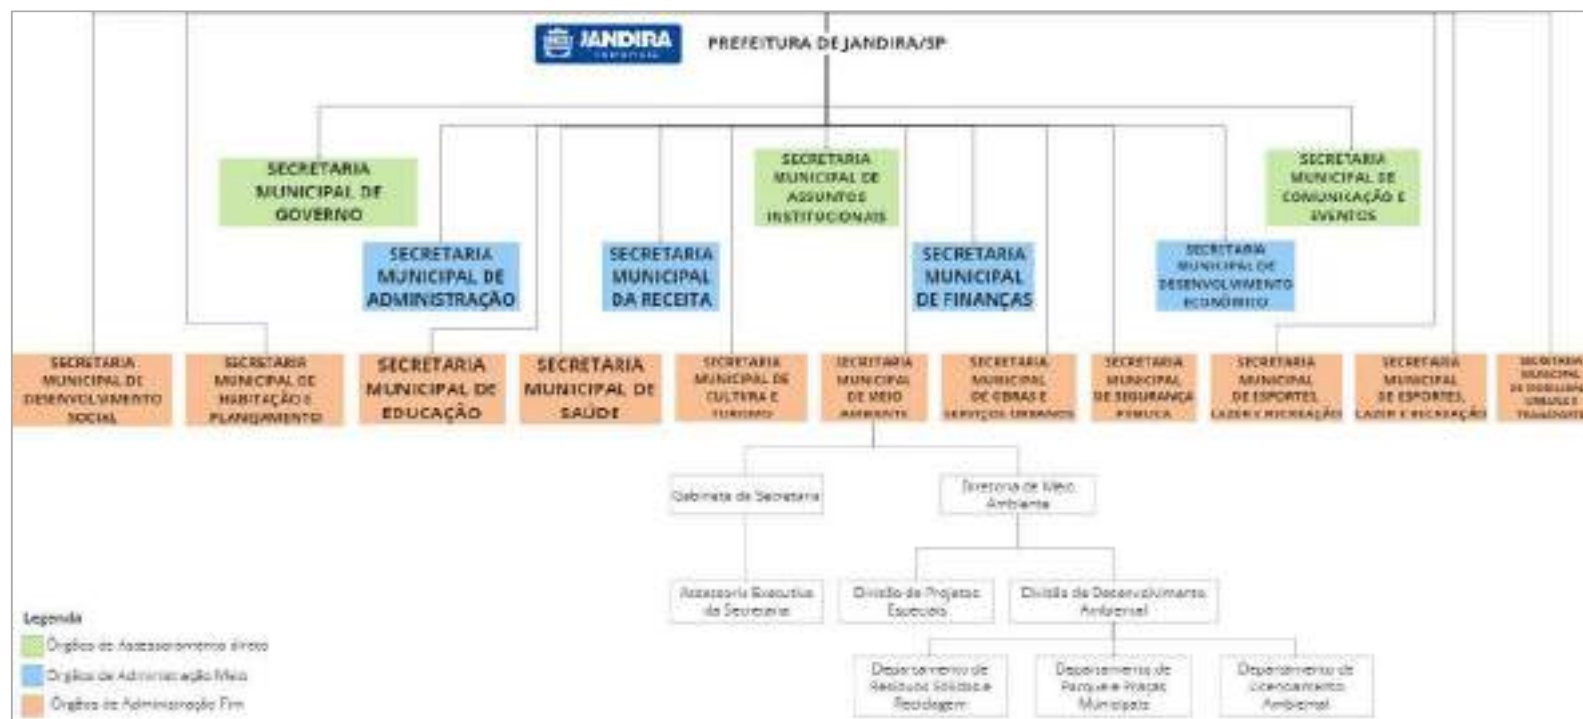 JANDIRA
PREFEITURA DE JANDIRA/SP
SECRETARIA
MUNICIPAL DE
GOVERNO
SECRETARIA
MUNICIPAL DE
ASSUNTOS
INSTITUCIONAIS
SECRETARIA
MUNICIPAL DE
COMUNICAÇÃO E
EVENTOS
SECRETARIA
MUNICIPAL DE
ADMINISTRAÇÃO
SECRETARIA
MUNICIPAL
DA RECEITA
SECRETARIA
MUNICIPAL
DE FINANÇAS
SECRETARIA
MUNICIPAL DE
DESENVOLVIMENTO
ECONÔMICO
SECRETARIA
MUNICIPAL DE
DESENVOLVIMENTO
SOCIAL
SECRETARIA
MUNICIPAL DE
HABITAÇÃO E
PLANEJAMENTO
SECRETARIA
MUNICIPAL DE
EDUCAÇÃO
SECRETARIA
MUNICIPAL DE
SAÚDE
SECRETARIA
MUNICIPAL DE
CULTURA E
TURISMO
SECRETARIA
MUNICIPAL
DE MEIO
AMBIENTE
SECRETARIA
MUNICIPAL
DE OBRAS E
SERVIÇOS URBANOS
SECRETARIA
MUNICIPAL
DE SEGURANÇA
PÚBLICA
SECRETARIA
MUNICIPAL
DE ESPORTES,
LAZER E RECREAÇÃO
SECRETARIA
MUNICIPAL
DE ESPORTES,
LAZER E RECREAÇÃO
SECRETARIA
MUNICIPAL
Gabinete da Secretaria
Diretoria de Meio
Ambiente
Assessoria Executiva
da Secretaria
Divisão de Projetos
Especiais
Divisão de Desenvolvimento
Ambiental
Departamento de
Resíduos Sólidos e
Reciclagem
Departamento de
Parque e Praças
Municipais
Departamento de
Licenciamento
Ambiental
Legenda
Órgãos de Assessoramento direto
Órgãos de Administração Meio
Órgãos de Administração Fim